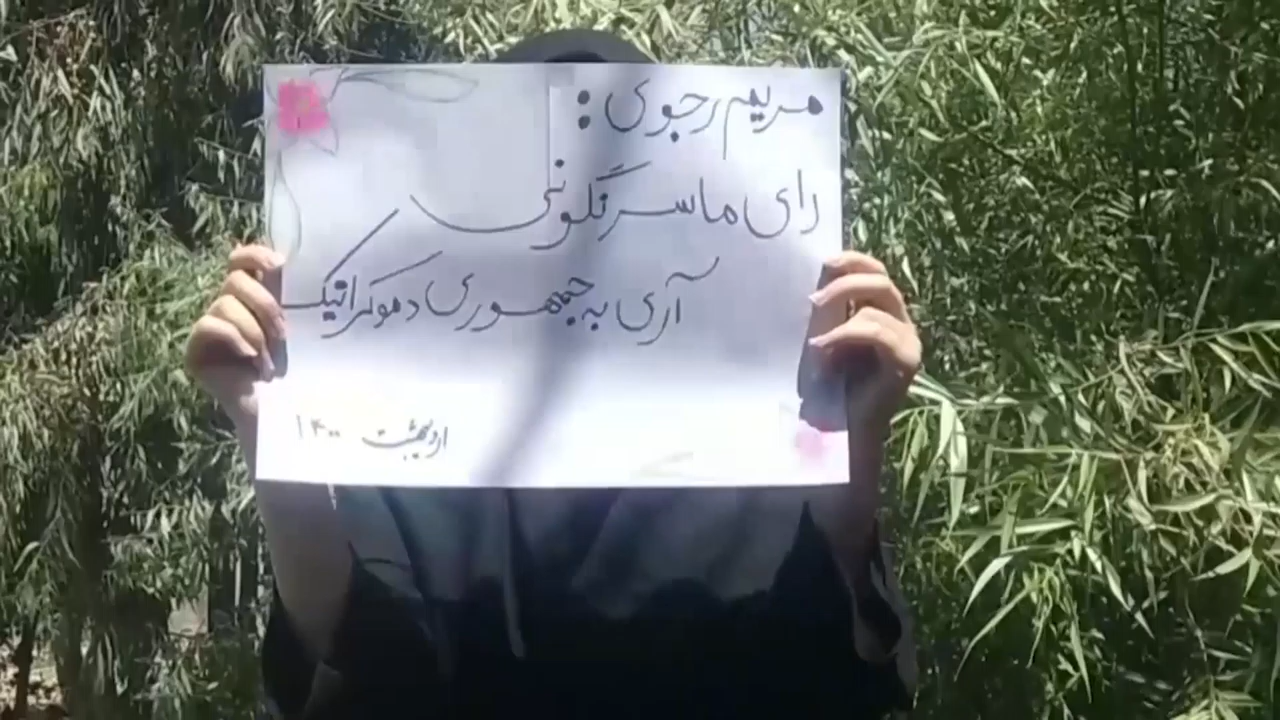 مریم رجوی :
رای ما سرنگونی
آری به جمهوری دموکراتیک
اردیبهشت ۱۴۰۰